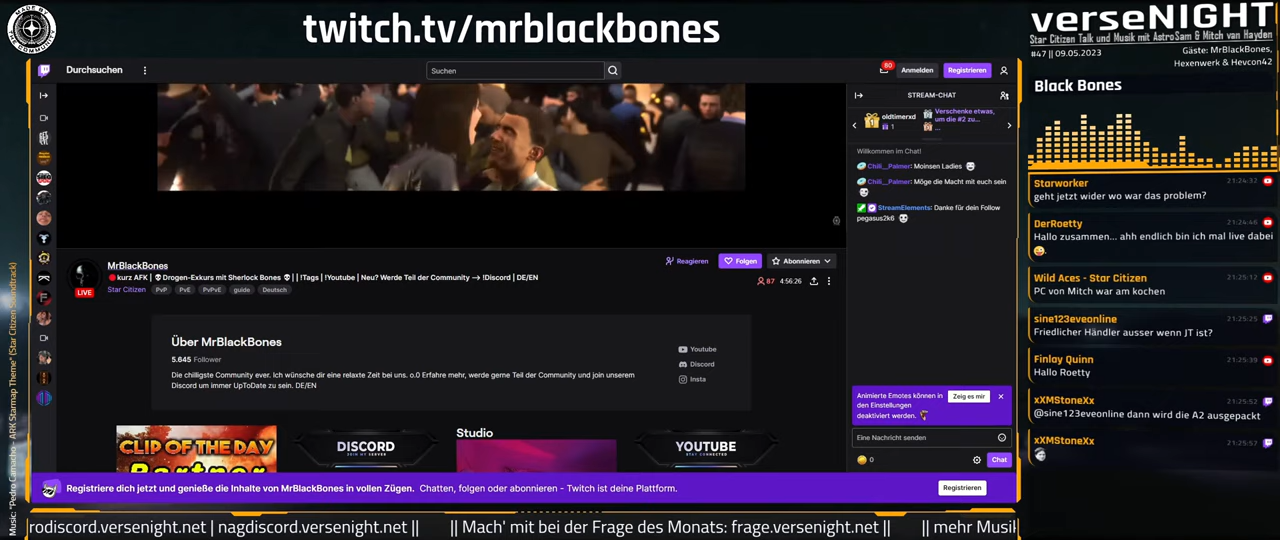 MADE BY
THE COMMUNITY
twitch.tv/mrblackbones
verseNIGHT
Star Citizen Talk und Musik mit AstroSam & Mitch van Hayden
#47 || 09.05.2023
Gäste: MrBlackBones,
Hexenwerk & Hevcon42
Durchsuchen
Suchen
80
Anmelden
Registrieren
Black Bones
STREAM-CHAT
oldtimerxd
1
Verschenke etwas,
um die #2 zu...
Willkommen im Chat!
Chili__Palmer: Moinsen Ladies
Chili__Palmer: Möge die Macht mit euch sein
StreamElements: Danke für dein Follow
pegasus2k6
Starworker
21:24:32
geht jetzt wider wo war das problem?
DerRoetty
21:24:46
Hallo zusammen... ahh endlich bin ich mal live dabei
.
Wild Aces - Star Citizen
21:25:12
PC von Mitch war am kochen
sine123eveonline
21:25:25
Friedlicher Händler ausser wenn JT ist?
Finlay Quinn
21:25:39
Hallo Roetty
xXMStoneXx
21:25:52
@sine123eveonline dann wird die A2 ausgepackt
xXMStoneXx
21:25:57
MrBlackBones
kurz AFK | Drogen-Exkurs mit Sherlock Bones | | !Tags | !Youtube | Neu? Werde Teil der Community --> !Discord | DE/EN
Star Citizen
PvP
PvE
PvPvE
guide
Deutsch
LIVE
Reagieren
Folgen
Abonnieren
87
4:56:26
Über MrBlackBones
5.645 Follower
Die chilligste Community ever. Ich wünsche dir eine relaxte Zeit bei uns. o.0 Erfahre mehr, werde gerne Teil der Community und join unserem
Discord um immer UpToDate zu sein. DE/EN
Youtube
Discord
Insta
CLIP OF THE DAY
Partner
DISCORD
JOIN MY SERVER
Studio
YOUTUBE
STAY CONNECTED
Animierte Emotes können in
den Einstellungen
deaktiviert werden.
Zeig es mir
Eine Nachricht senden
0
Chat
Registriere dich jetzt und genieße die Inhalte von MrBlackBones in vollen Zügen. Chatten, folgen oder abonnieren - Twitch ist deine Plattform.
Registrieren
rodiscord.versenight.net | nagdiscord.versenight.net || || Mach' mit bei der Frage des Monats: frage.versenight.net || || mehr Musil
Music: "Pedro Camacho - ARK Starmap Theme" (Star Citizen Soundtrack)